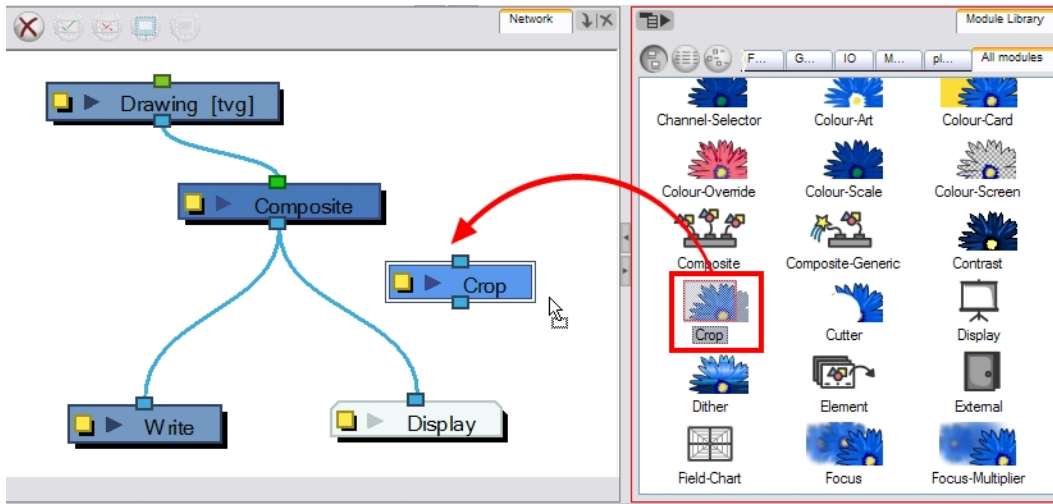 Network
Module Library
F...
G...
IO
M...
pl...
All modules
Drawing [tvg]
Composite
Crop
Write
Display
Channel-Selector
Colour-Art
Colour-Card
Colour-Override
Colour-Scale
Colour-Screen
Composite
Composite-Generic
Contrast
Crop
Cutter
Display
Dither
Element
External
Field-Chart
Focus
Focus-Multiplier